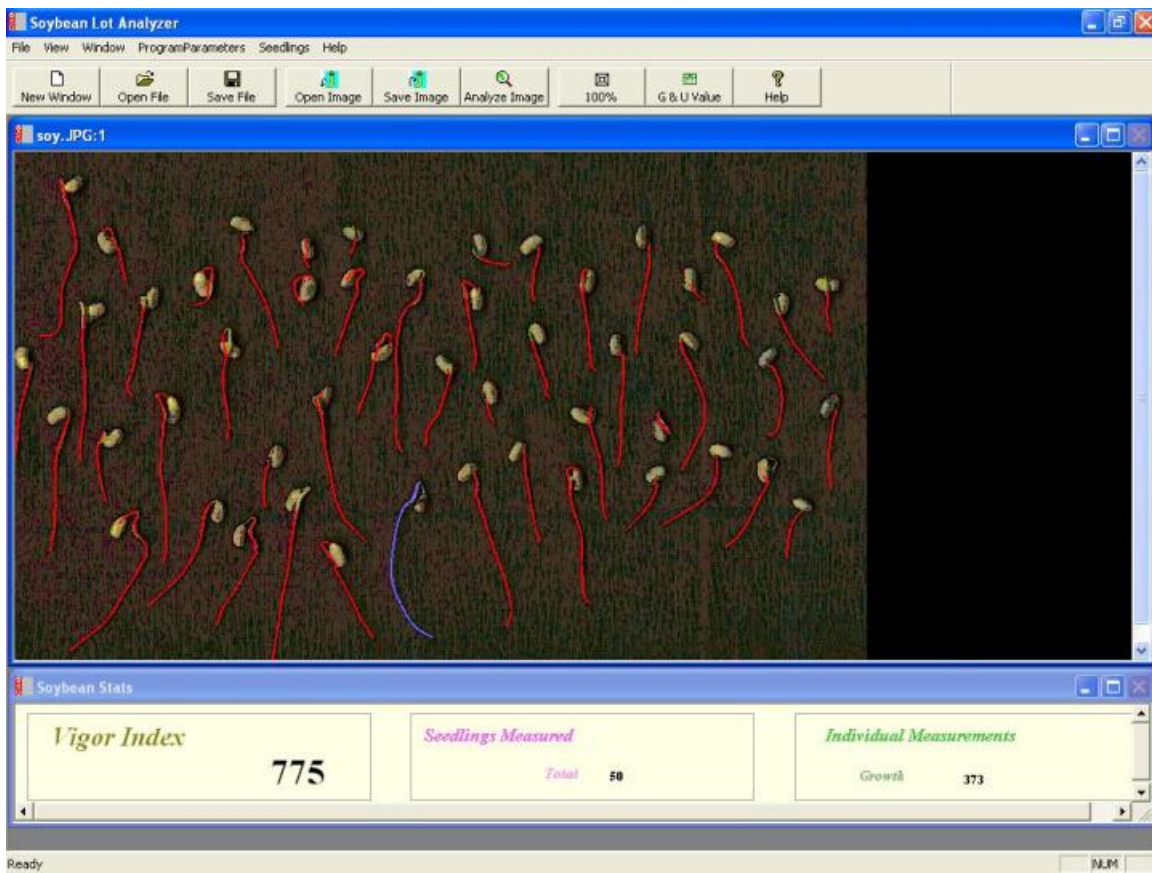 Soybean Lot Analyzer
File View Window ProgramParameters Seedlings Help
New Window Open File Save File Open Image Save Image Analyze Image 100% G & U Value Help
soy.JPG:1
Soybean Stats
Vigor Index
775
Seedlings Measured
Total 50
Individual Measurements
Growth 373
Ready NUM